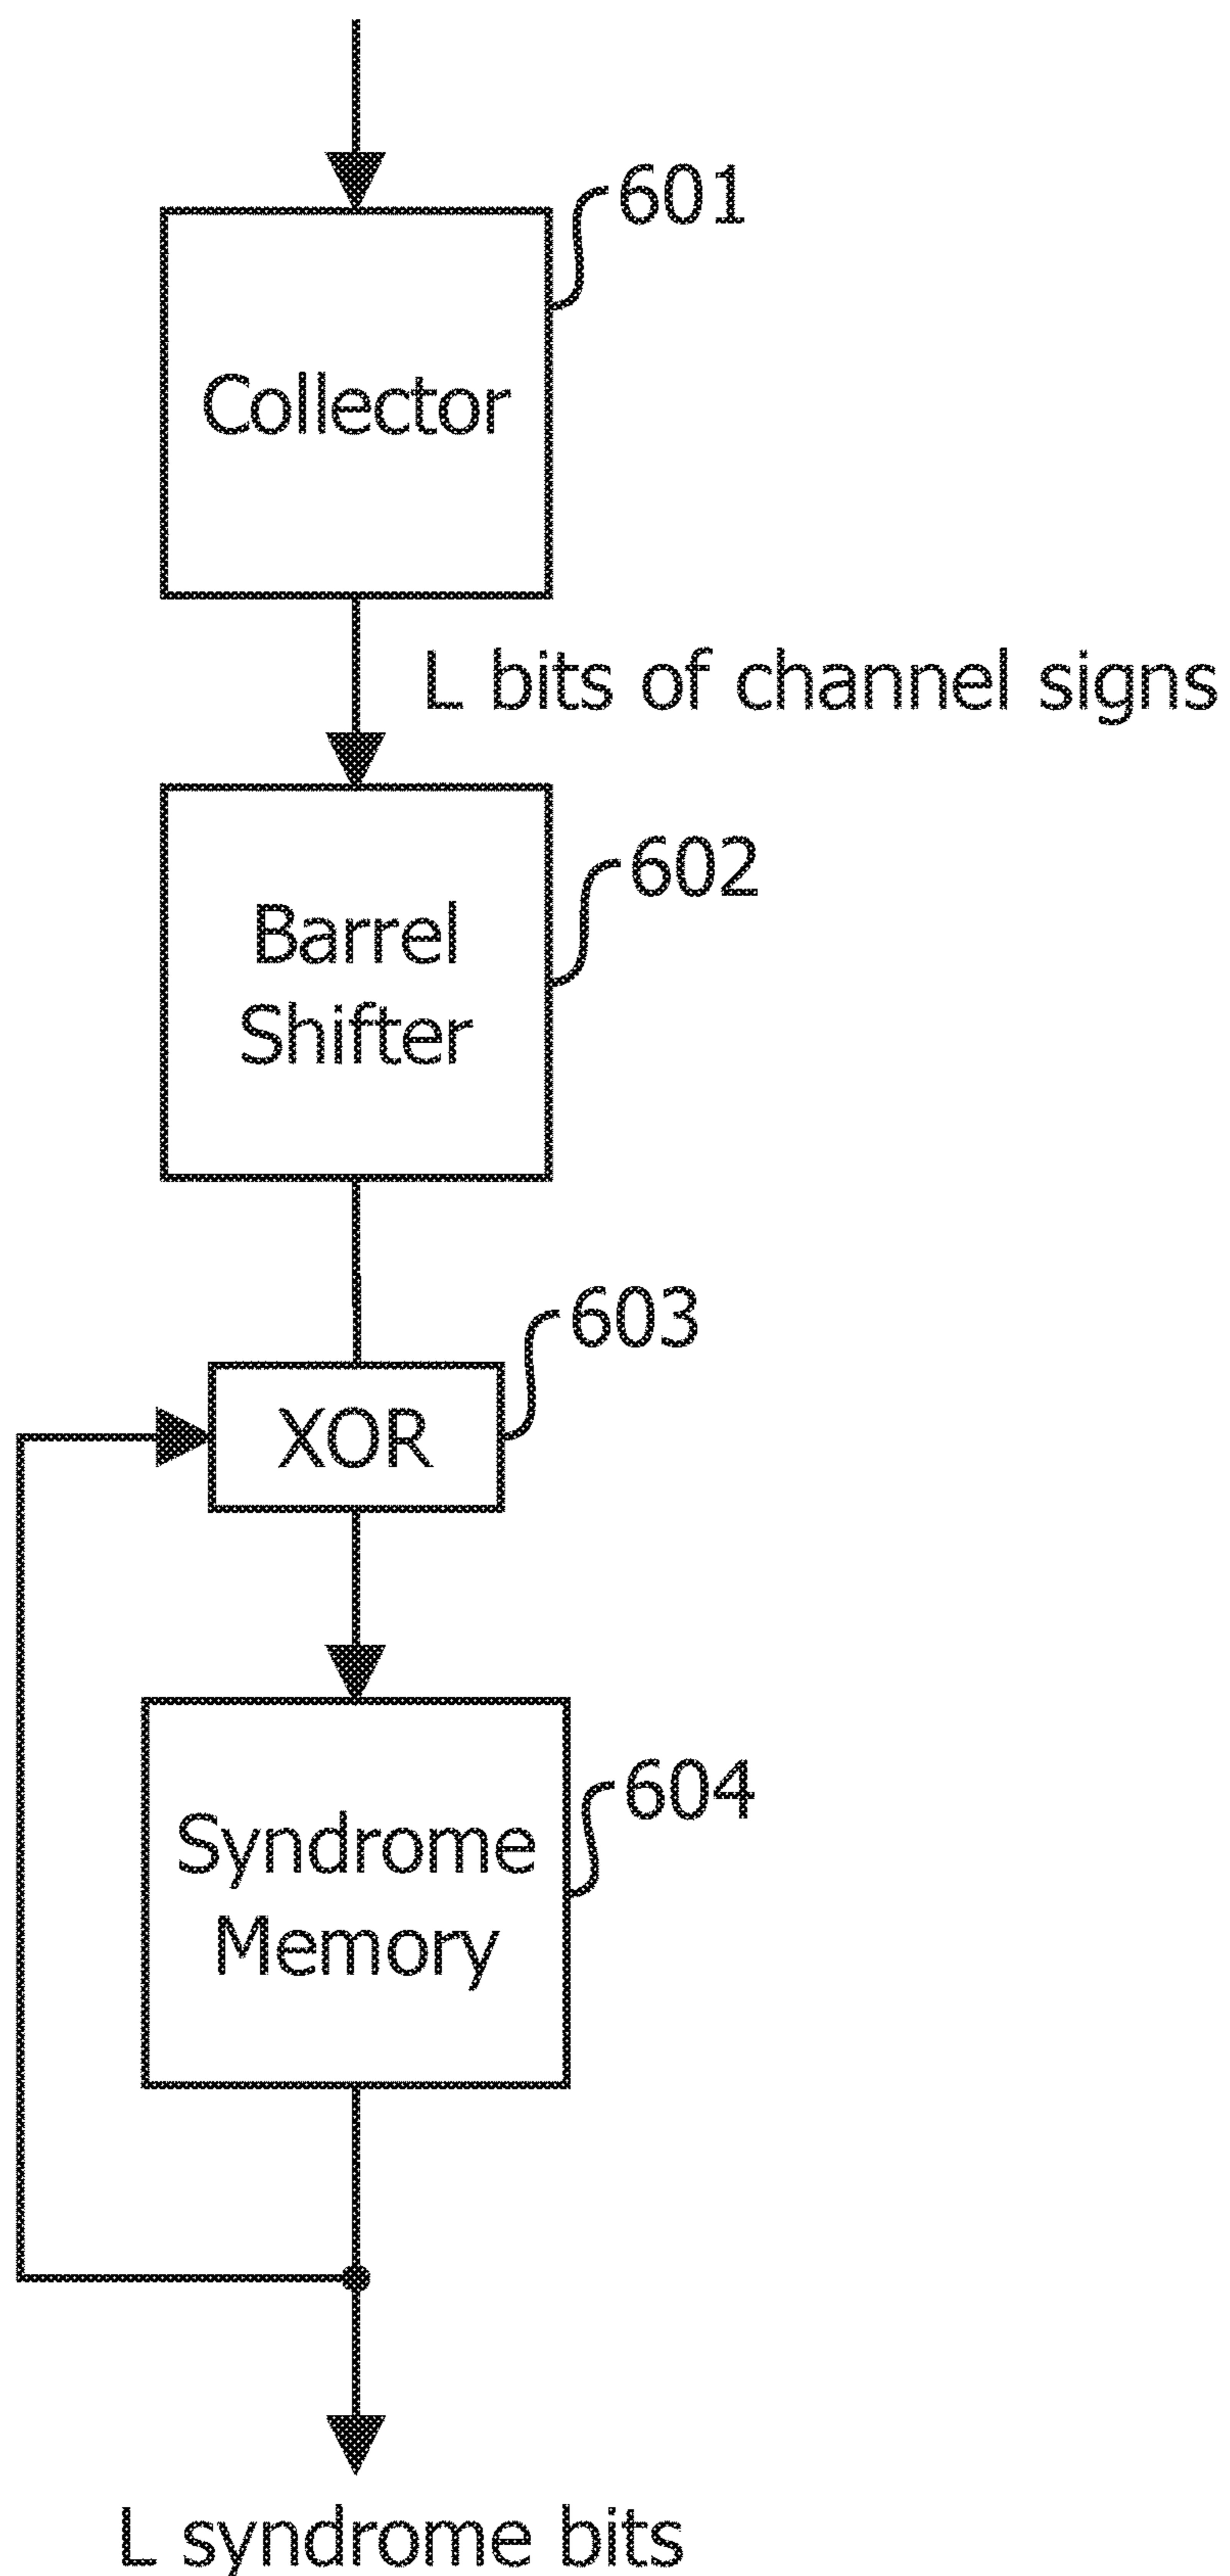 601
Collector
L bits of channel signs
602
Barrel
Shifter
603
XOR
604
Syndrome
Memory
L syndrome bits